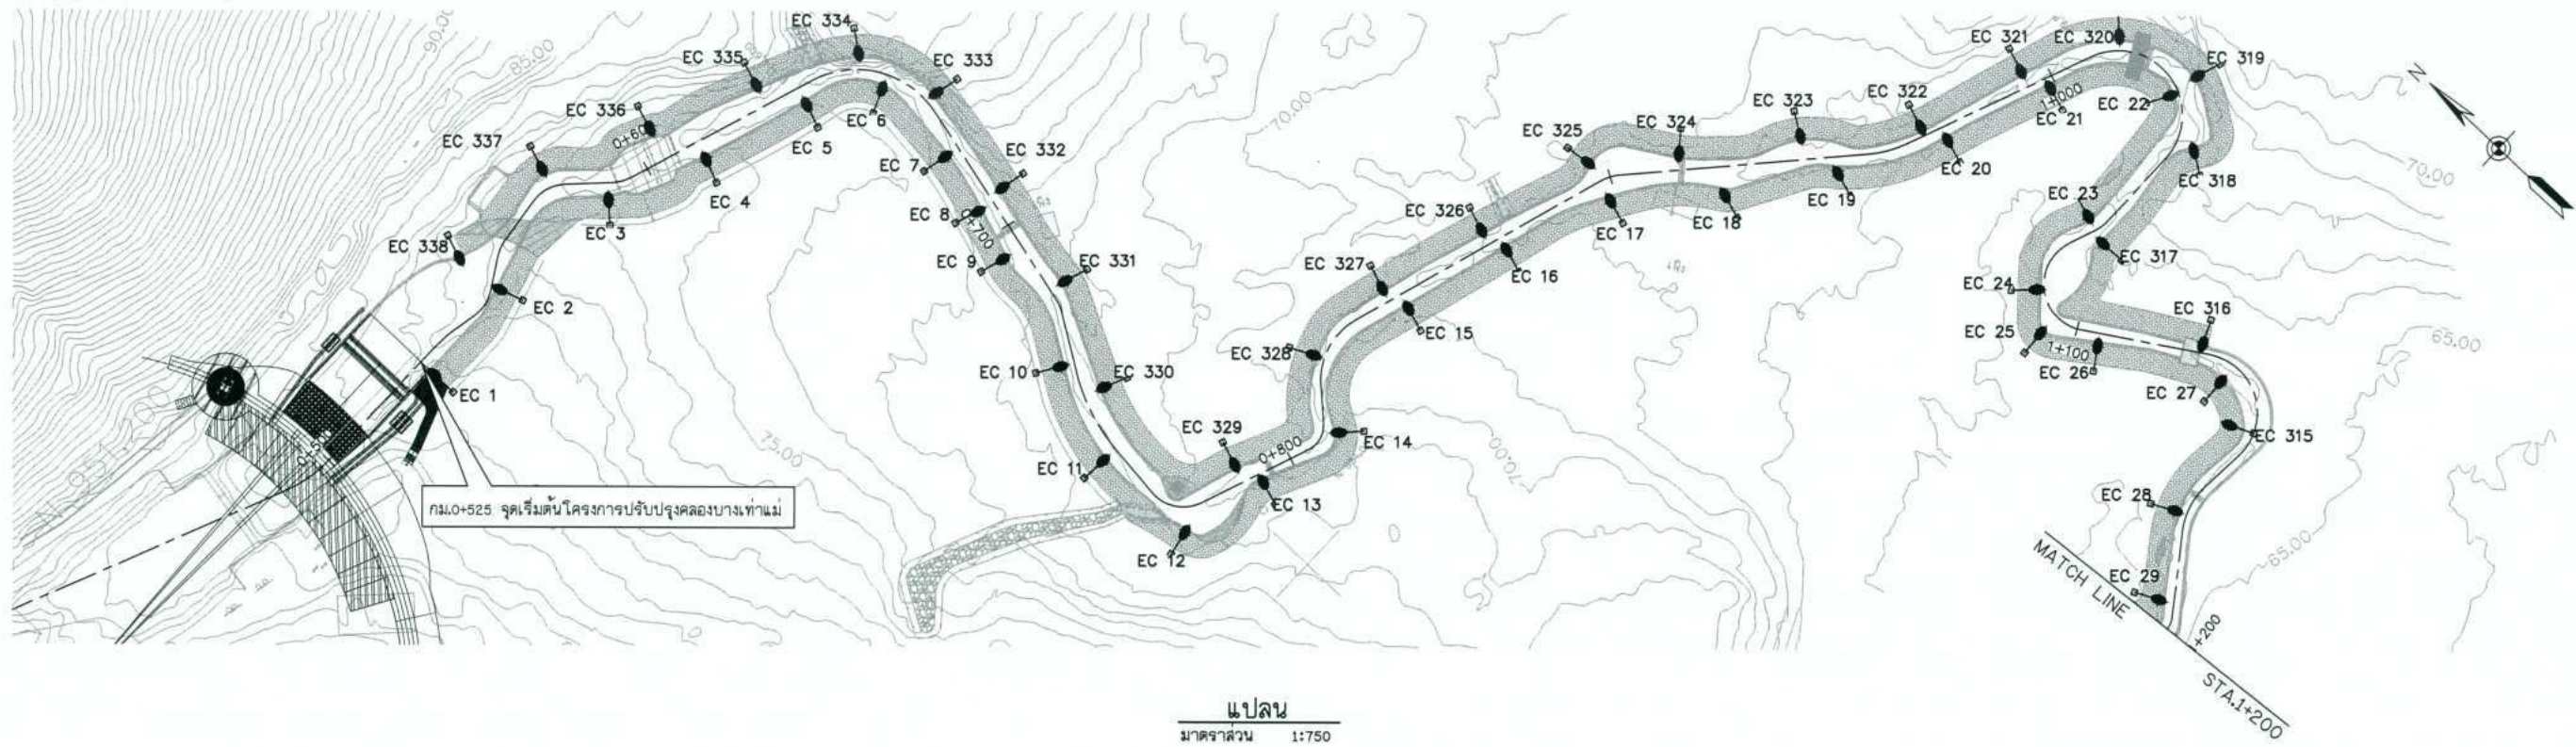 EC 334
EC 335
EC 333
EC 336
EC 337
EC 338
90.00
85.00
0+600
EC 6
EC 5
EC 4
EC 3
EC 2
EC 1
EC 7
EC 332
EC 8
0+700
EC 9
EC 331
EC 10
EC 330
EC 11
EC 12
EC 329
0+800
EC 13
EC 14
75.00
กม.0+525 จุดเริ่มต้นโครงการปรับปรุงคลองบางเท่าแม่
70.00
EC 328
EC 327
EC 326
EC 325
EC 324
EC 323
EC 322
EC 321
EC 320
EC 319
EC 15
EC 16
EC 17
EC 18
EC 19
EC 20
EC 21
1+000
EC 22
EC 318
70.00
EC 23
EC 317
EC 24
EC 25
EC 316
1+100
EC 26
EC 27
EC 315
65.00
70.00
EC 28
EC 29
65.00
N
MATCH LINE
+200
STA.1+200
แปลน
มาตราส่วน 1:750